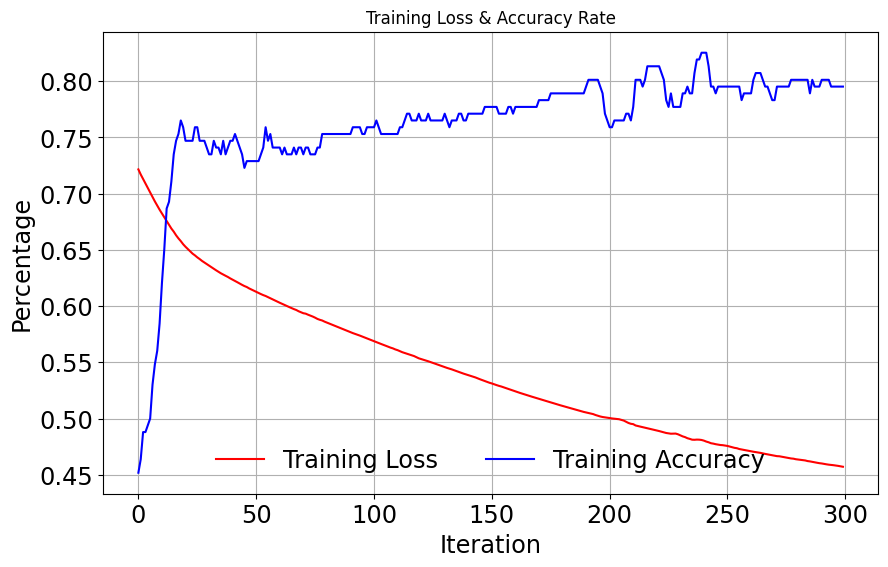 Training Loss & Accuracy Rate
Percentage
0.80
0.75
0.70
0.65
0.60
0.55
0.50
0.45
Training Loss Training Accuracy
0 50 100 150 200 250 300
Iteration